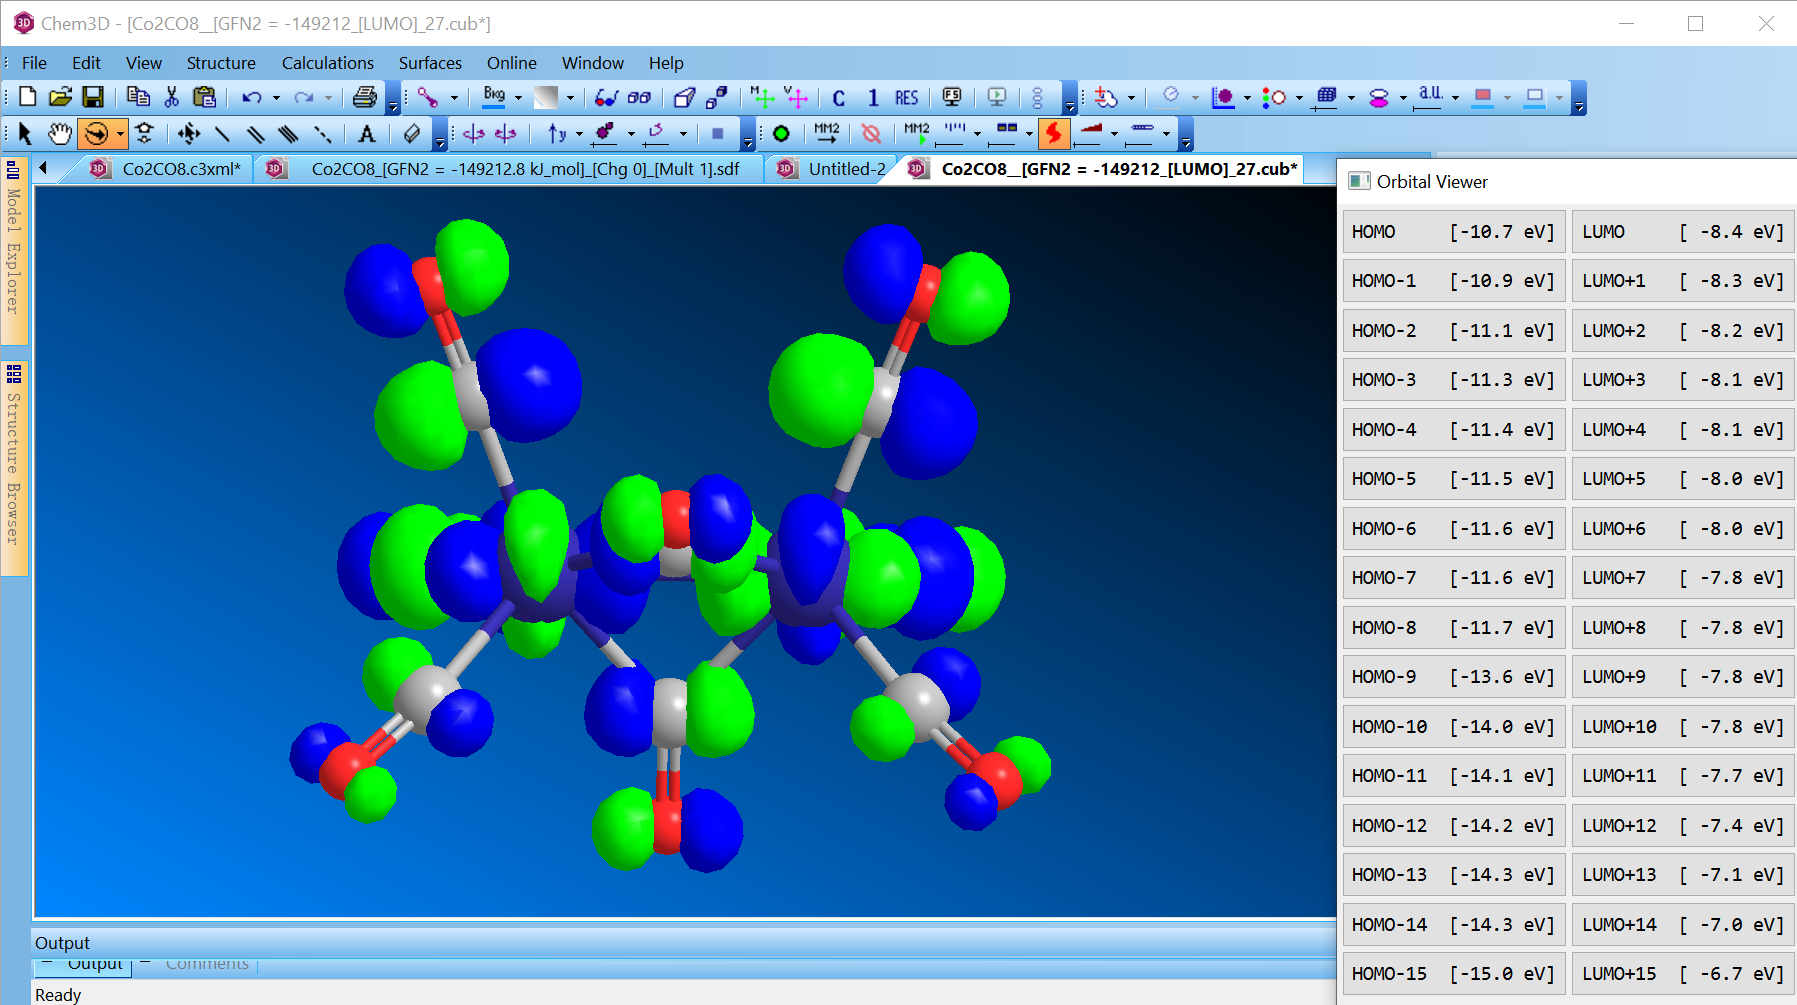 Chem3D - [Co2CO8__[GFN2 = -149212_[LUMO]_27.cub*]
File Edit View Structure Calculations Surfaces Online Window Help
Bkg M V C 1 RES FS a.u.
A y MM2 MM2
Co2CO8.c3xml* Co2CO8_[GFN2 = -149212.8 kJ_mol]_[Chg 0]_[Mult 1].sdf Untitled-2 Co2CO8__[GFN2 = -149212_[LUMO]_27.cub*
Model Explorer
Structure Browser
Orbital Viewer
HOMO [-10.7 eV] LUMO [ -8.4 eV]
HOMO-1 [-10.9 eV] LUMO+1 [ -8.3 eV]
HOMO-2 [-11.1 eV] LUMO+2 [ -8.2 eV]
HOMO-3 [-11.3 eV] LUMO+3 [ -8.1 eV]
HOMO-4 [-11.4 eV] LUMO+4 [ -8.1 eV]
HOMO-5 [-11.5 eV] LUMO+5 [ -8.0 eV]
HOMO-6 [-11.6 eV] LUMO+6 [ -8.0 eV]
HOMO-7 [-11.6 eV] LUMO+7 [ -7.8 eV]
HOMO-8 [-11.7 eV] LUMO+8 [ -7.8 eV]
HOMO-9 [-13.6 eV] LUMO+9 [ -7.8 eV]
HOMO-10 [-14.0 eV] LUMO+10 [ -7.8 eV]
HOMO-11 [-14.1 eV] LUMO+11 [ -7.7 eV]
HOMO-12 [-14.2 eV] LUMO+12 [ -7.4 eV]
HOMO-13 [-14.3 eV] LUMO+13 [ -7.1 eV]
HOMO-14 [-14.3 eV] LUMO+14 [ -7.0 eV]
HOMO-15 [-15.0 eV] LUMO+15 [ -6.7 eV]
Output
Output Comments
Ready